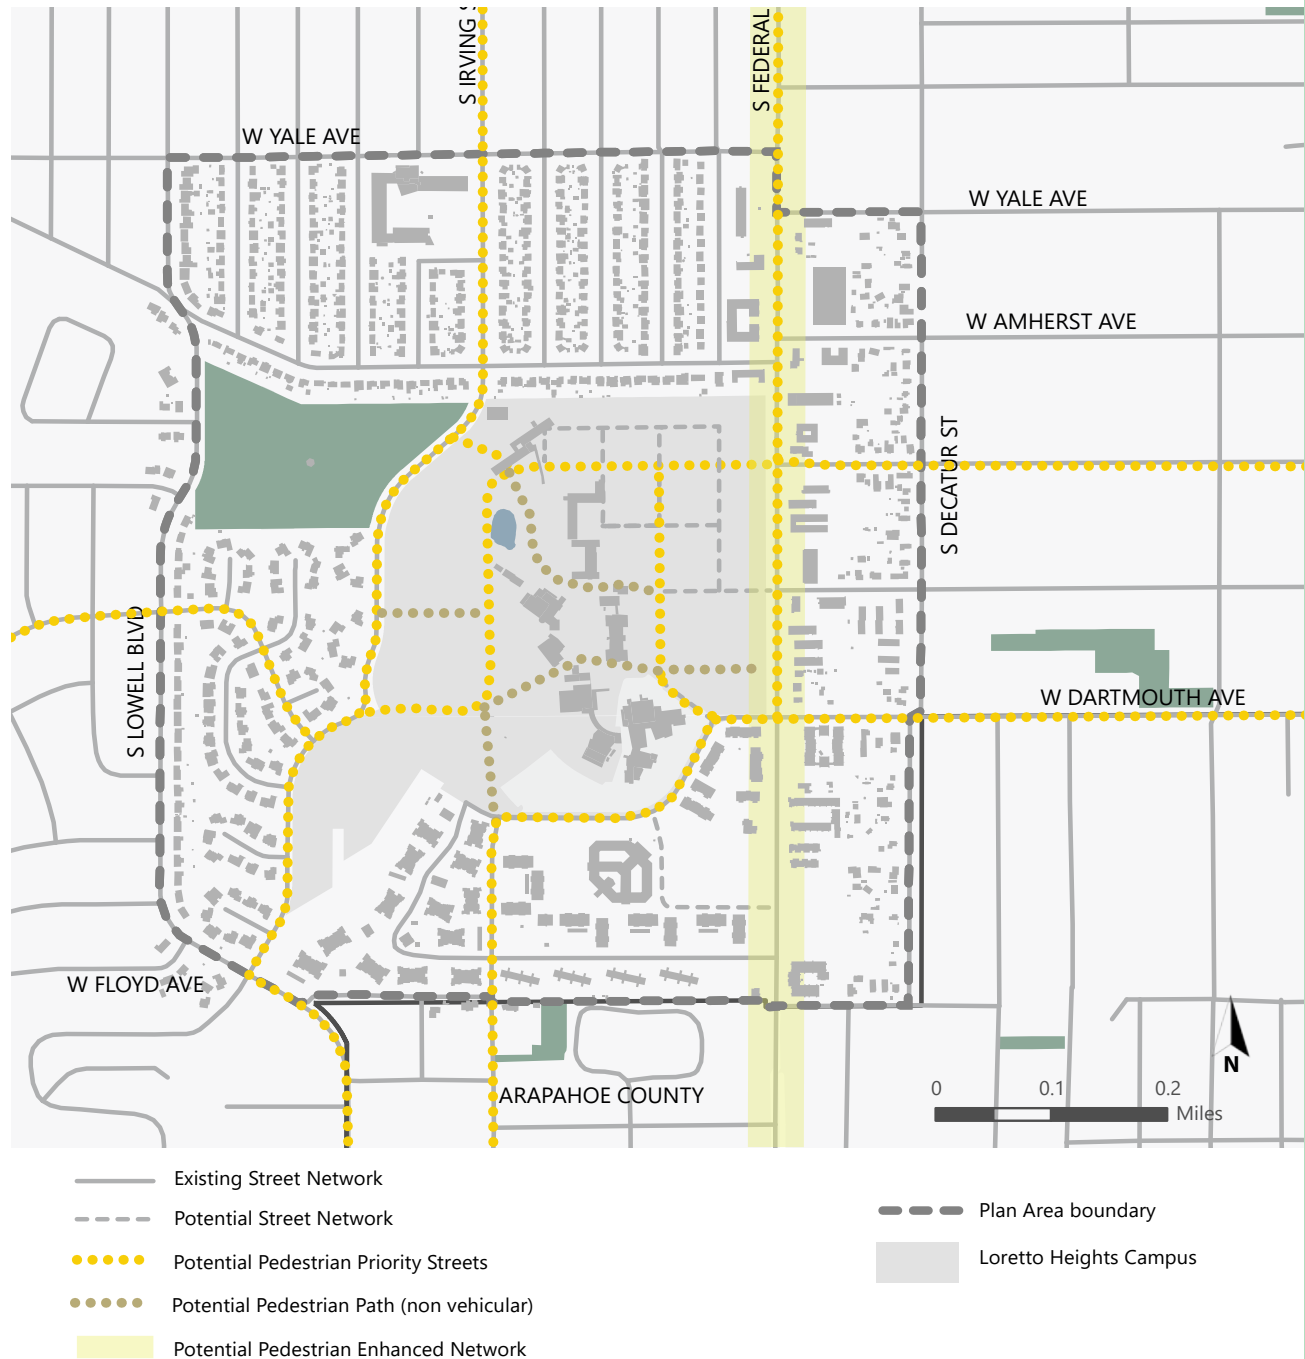 S IRVING S
S FEDERAL
W YALE AVE
W YALE AVE
W AMHERST AVE
S DECATUR ST
S LOWELL BLVD
W DARTMOUTH AVE
W FLOYD AVE
N
ARAPAHOE COUNTY
0 0.1 0.2
Miles
Existing Street Network
Potential Street Network
Potential Pedestrian Priority Streets
Potential Pedestrian Path (non vehicular)
Potential Pedestrian Enhanced Network
Plan Area boundary
Loretto Heights Campus